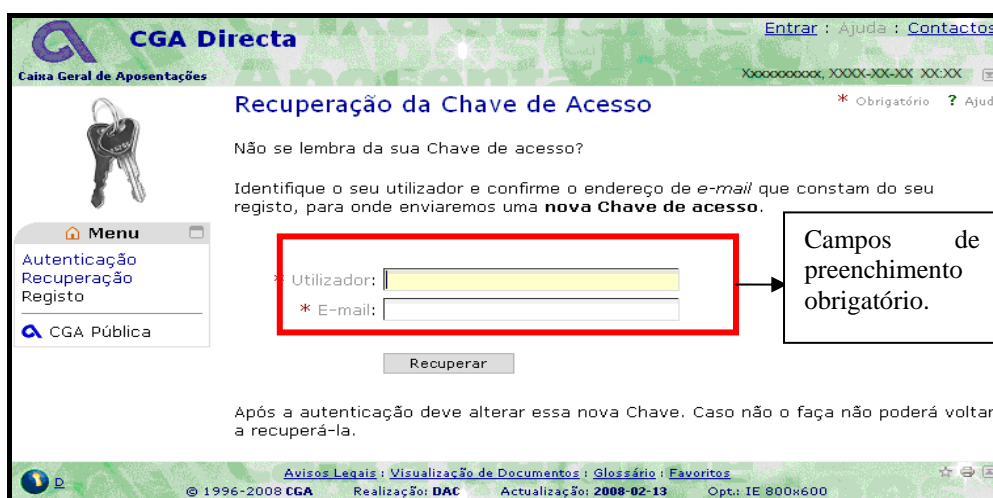 CGA Directa
Entrar : Ajuda : Contactos
Caixa Geral de Aposentações
Xxxxxxxxxx, XXXX-XX-XX XX:XX
Recuperação da Chave de Acesso
* Obrigatório ? Ajud
Não se lembra da sua Chave de acesso?
Identifique o seu utilizador e confirme o endereço de e-mail que constam do seu
registo, para onde enviaremos uma nova Chave de acesso.
Menu
Autenticação
Recuperação
Registo
CGA Pública
* Utilizador:
* E-mail:
Campos de
preenchimento
obrigatório.
Recuperar
Após a autenticação deve alterar essa nova Chave. Caso não o faça não poderá voltar
a recuperá-la.
D
Avisos Legais : Visualização de Documentos : Glossário : Favoritos
© 1996-2008 CGA Realização: DAC Actualização: 2008-02-13 Opt.: IE 800x600